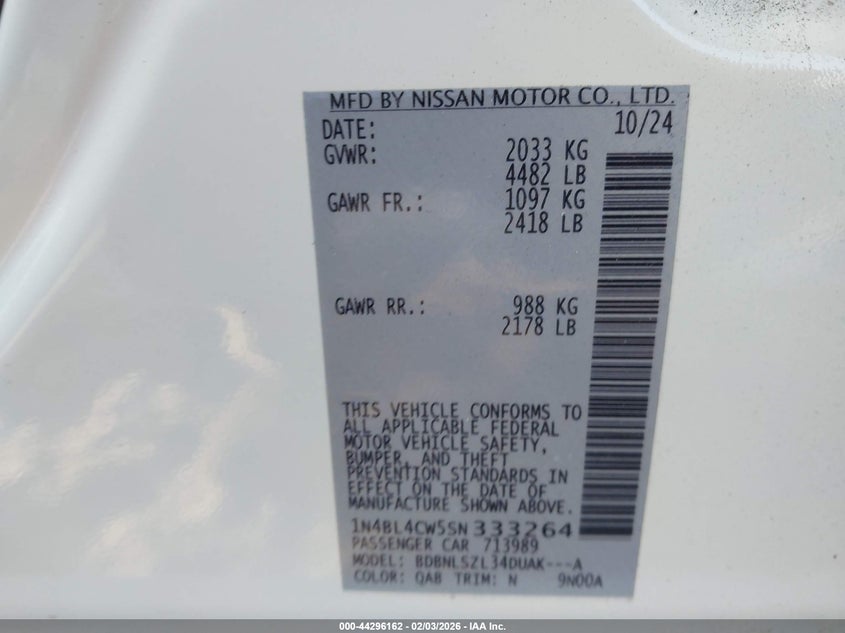 MFD BY NISSAN MOTOR CO., LTD.
DATE: 10/24
GVWR: 2033 KG
4482 LB
GAWR FR.: 1097 KG
2418 LB
GAWR RR.: 988 KG
2178 LB
THIS VEHICLE CONFORMS TO
ALL APPLICABLE FEDERAL
MOTOR VEHICLE SAFETY,
BUMPER, AND THEFT
PREVENTION STANDARDS IN
EFFECT ON THE DATE OF
MANUFACTURE SHOWN ABOVE.
1N4BL4CW5SN333264
PASSENGER CAR 713989
MODEL: BDBNLSZL34DUAK---A
COLOR: QAB TRIM: N 9N00A
000-44296162 - 02/03/2026 - IAA Inc.